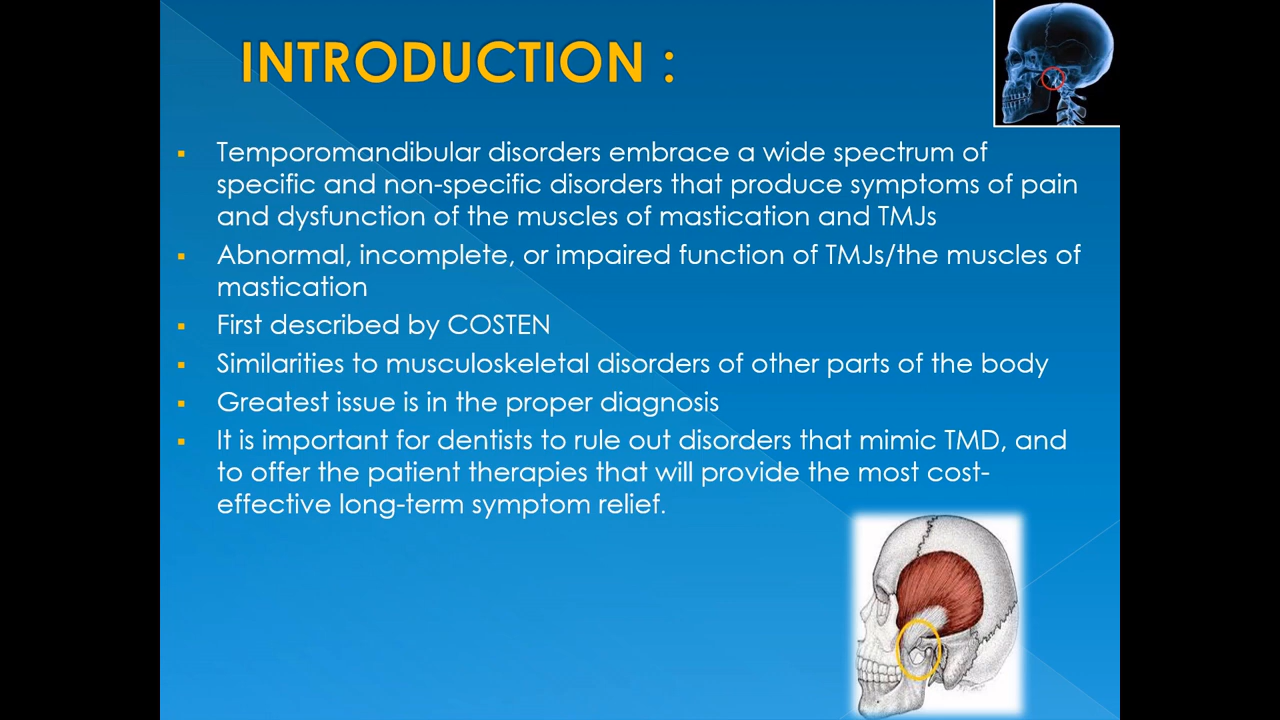 INTRODUCTION :
▪ Temporomandibular disorders embrace a wide spectrum of
specific and non-specific disorders that produce symptoms of pain
and dysfunction of the muscles of mastication and TMJs
▪ Abnormal, incomplete, or impaired function of TMJs/the muscles of
mastication
▪ First described by COSTEN
▪ Similarities to musculoskeletal disorders of other parts of the body
▪ Greatest issue is in the proper diagnosis
▪ It is important for dentists to rule out disorders that mimic TMD, and
to offer the patient therapies that will provide the most cost-
effective long-term symptom relief.